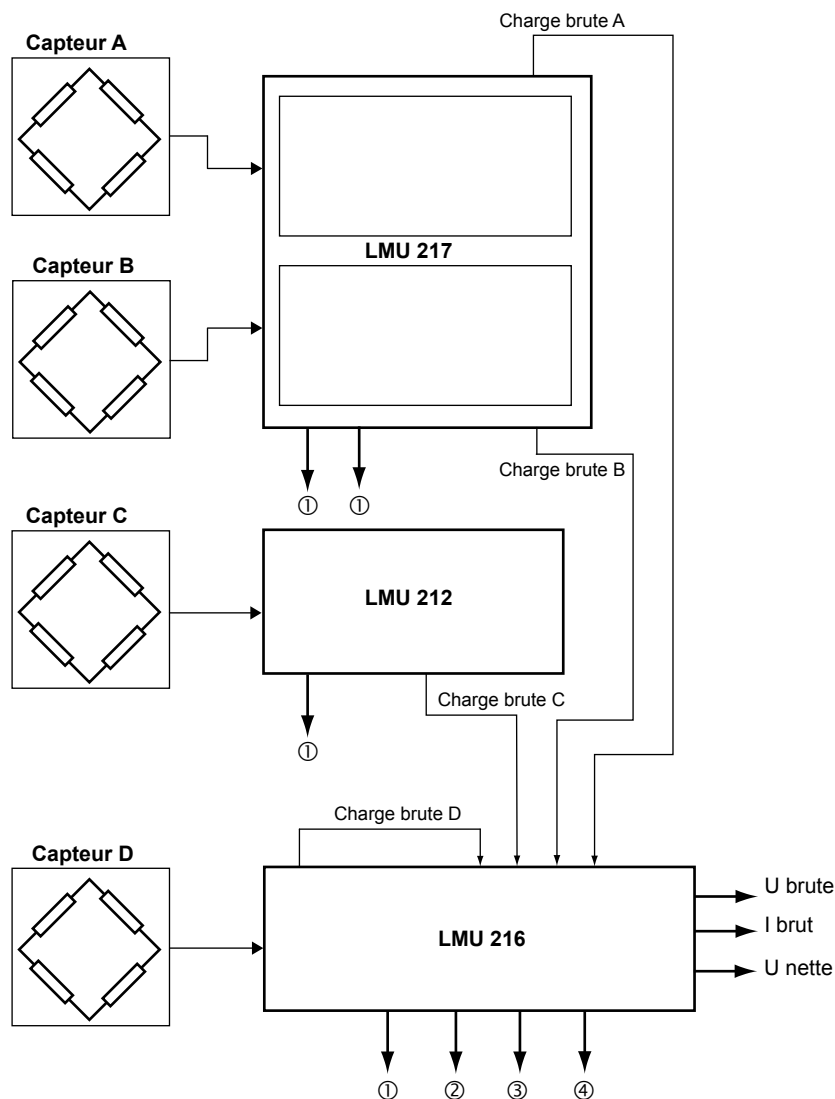 Charge brute A
Capteur A
LMU 217
Capteur B
Charge brute B
① ①
Capteur C
LMU 212
Charge brute C
①
Charge brute D
Capteur D
U brute
I brut
LMU 216
U nette
① ② ③ ④